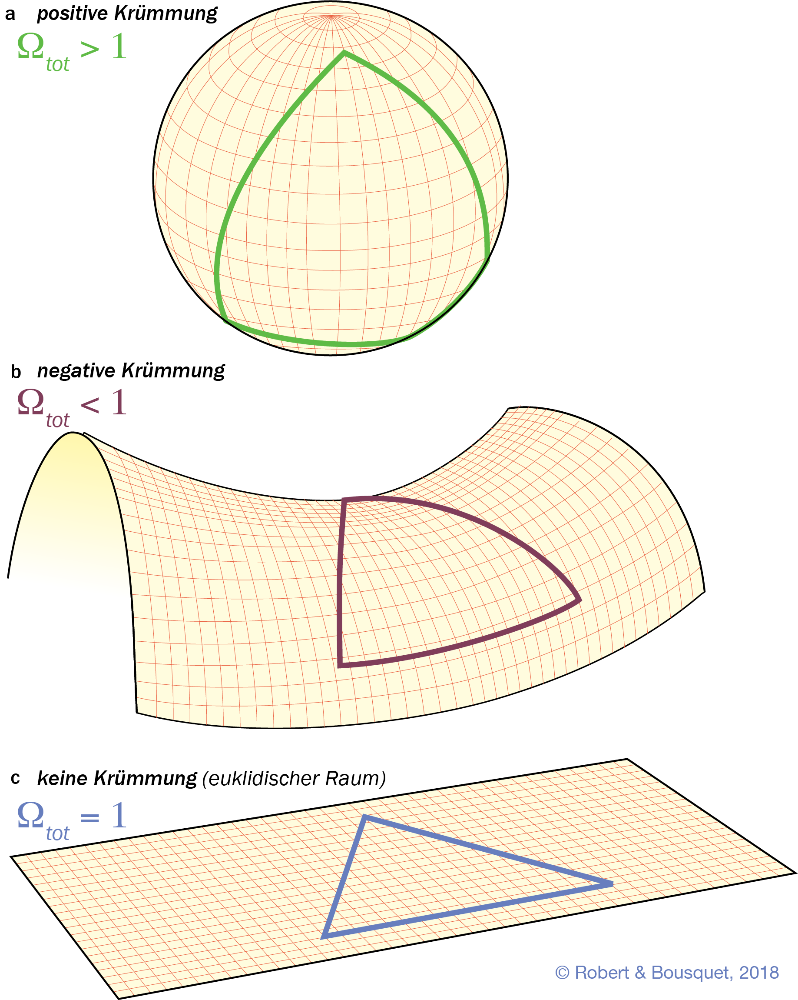 a positive Krümmung
Ωtot > 1
b negative Krümmung
Ωtot < 1
c keine Krümmung (euklidischer Raum)
Ωtot = 1
© Robert & Bousquet, 2018